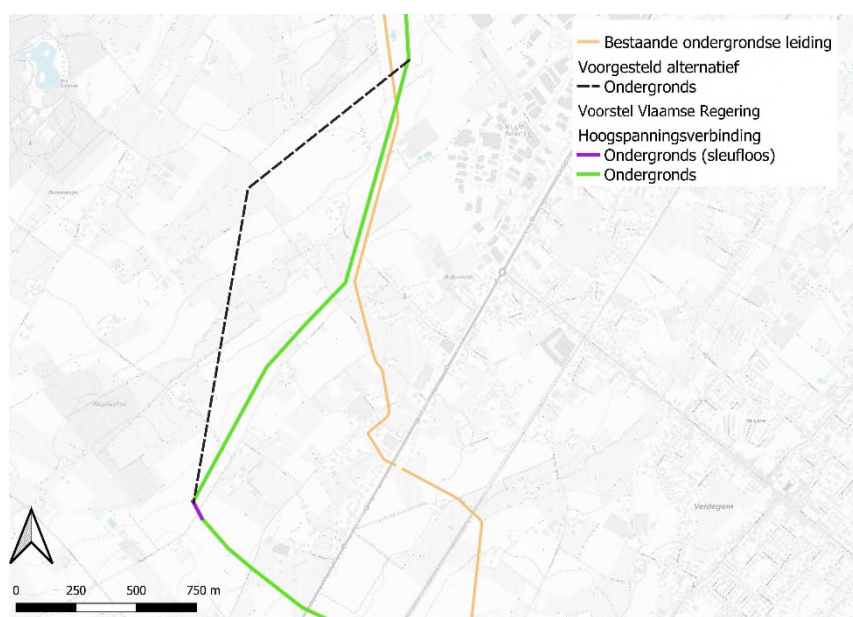 Bestaande ondergrondse leiding
Voorgesteld alternatief
Ondergronds
Voorstel Vlaamse Regering
Hoogspanningsverbinding
Ondergronds (sleufloos)
Ondergronds
Veldegem
0 250 500 750 m